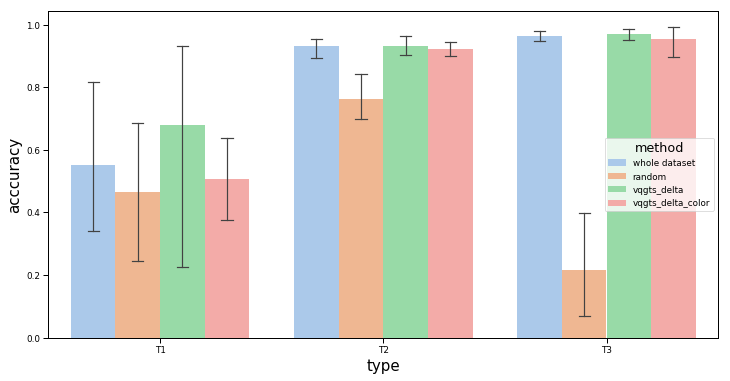 1.0
0.8
0.6
0.4
0.2
0.0
acccuracy
T1
T2
T3
type
method
whole dataset
random
vqgts_delta
vqgts_delta_color